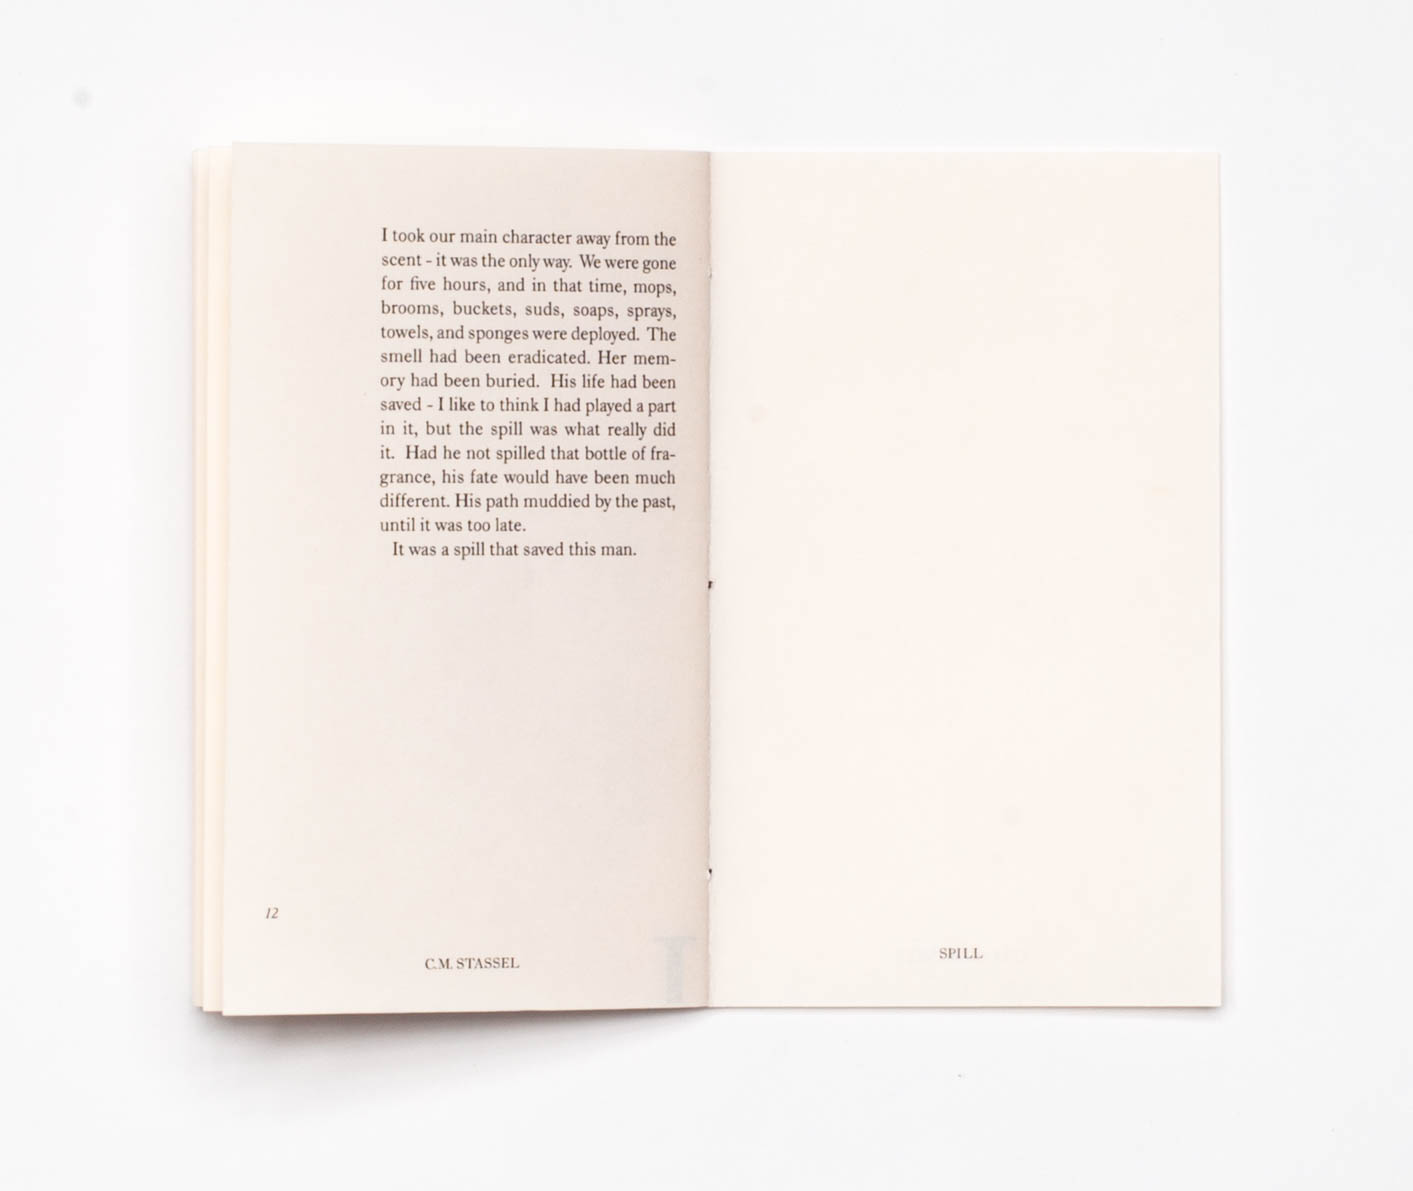 I took our main character away from the
scent - it was the only way. We were gone
for five hours, and in that time, mops,
brooms, buckets, suds, soaps, sprays,
towels, and sponges were deployed. The
smell had been eradicated. Her mem-
ory had been buried. His life had been
saved - I like to think I had played a part
in it, but the spill was what really did
it. Had he not spilled that bottle of fra-
grance, his fate would have been much
different. His path muddied by the past,
until it was too late.
It was a spill that saved this man.
12
C.M. STASSEL
SPILL